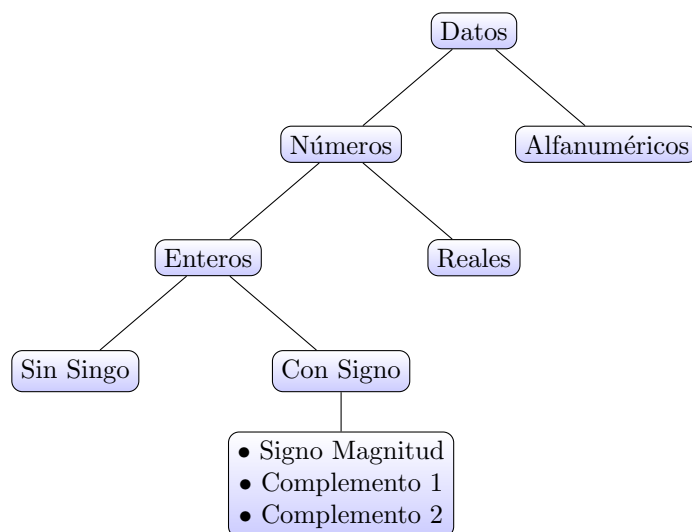 Datos
Números
Alfanuméricos
Enteros
Reales
Sin Singo
Con Signo
• Signo Magnitud
• Complemento 1
• Complemento 2